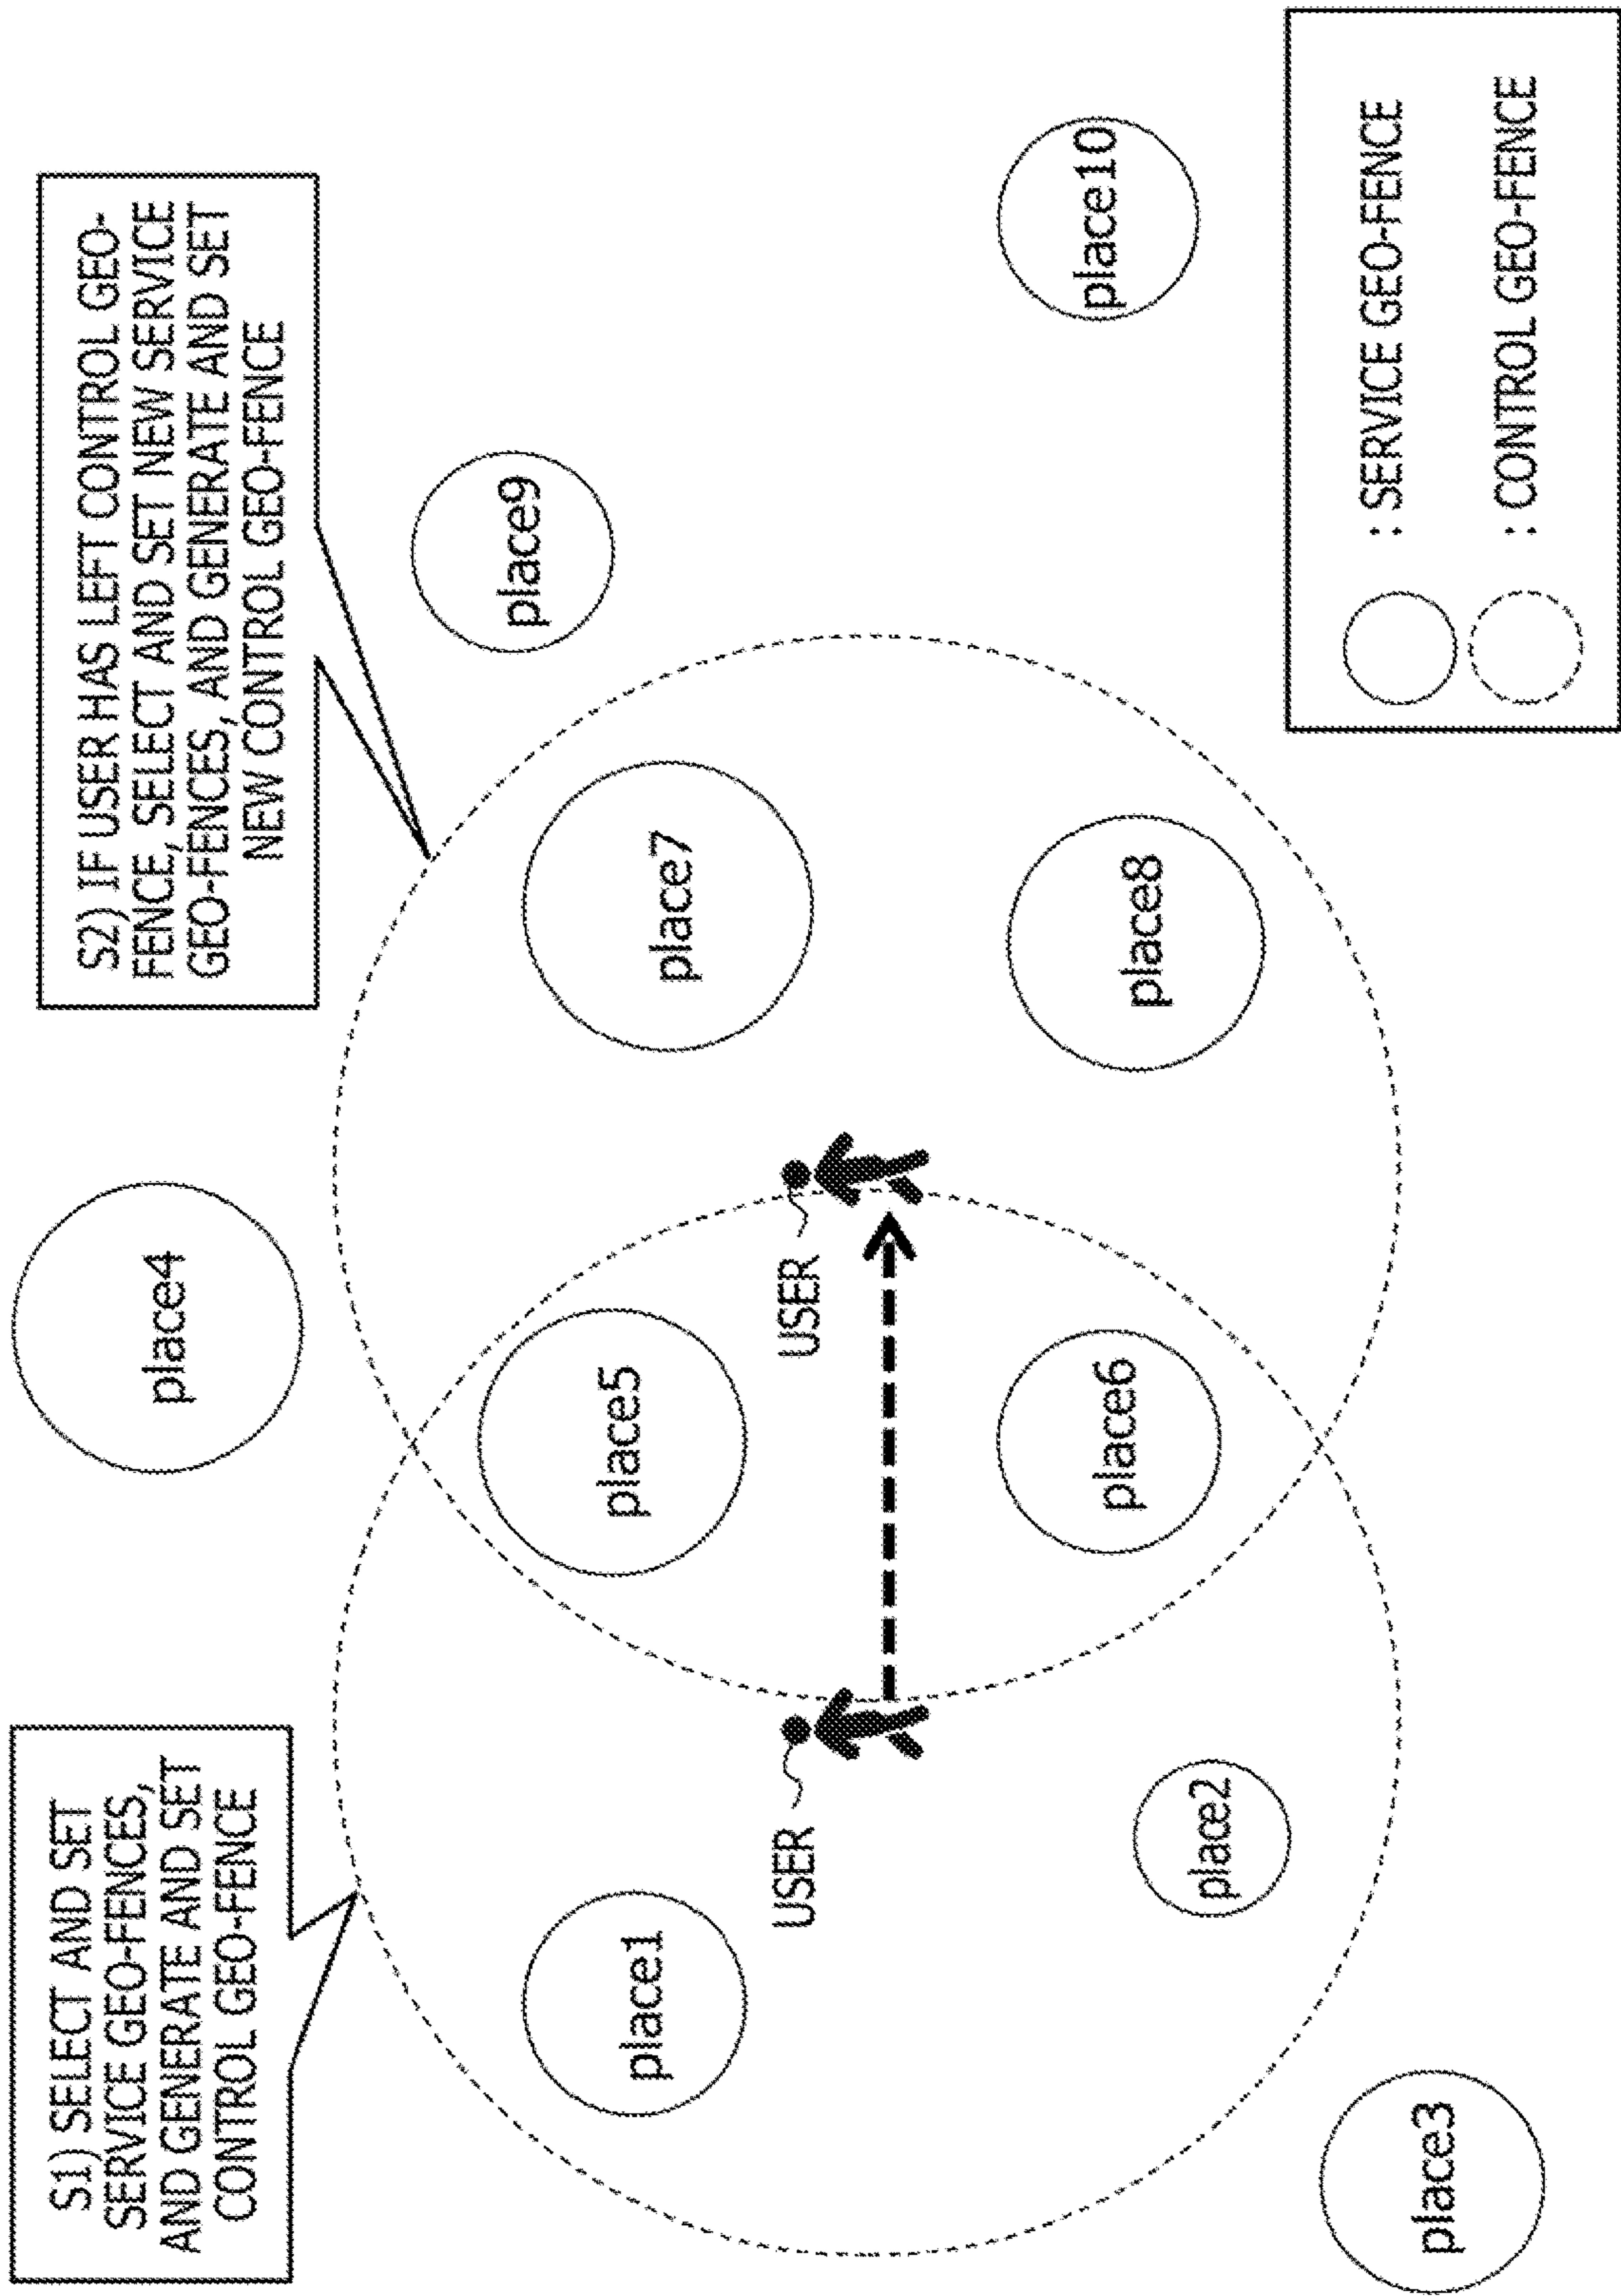 S1) SELECT AND SET
SERVICE GEO-FENCES,
AND GENERATE AND SET
CONTROL GEO-FENCE
S2) IF USER HAS LEFT CONTROL GEO-
FENCE, SELECT AND SET NEW SERVICE
GEO-FENCES, AND GENERATE AND SET
NEW CONTROL GEO-FENCE
place4
place9
place5
place7
place1
USER
USER
place10
place6
place8
place2
place3
: SERVICE GEO-FENCE
: CONTROL GEO-FENCE